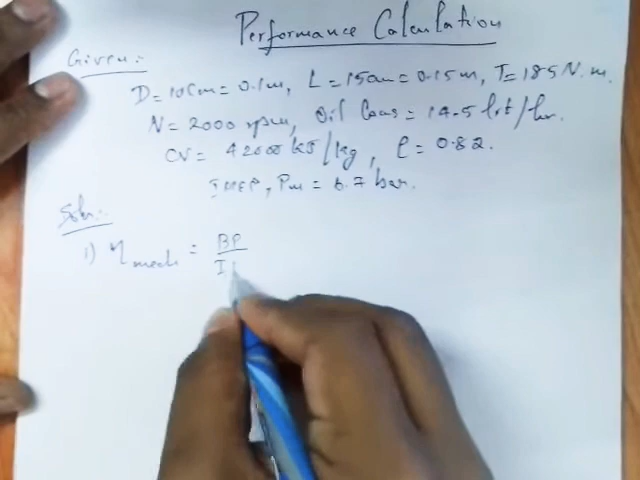 Performance Calculation
Given:-
D = 10cm = 0.1m, L = 15cm = 0.15m, T = 185 N.m.
N = 2000 rpm, Oil Cons = 14.5 lit/hr.
CV = 42000 kJ/kg, ρ = 0.82.
IMEP, Pm = 6.7 bar.
Soln:-
1) η mech = BP
I